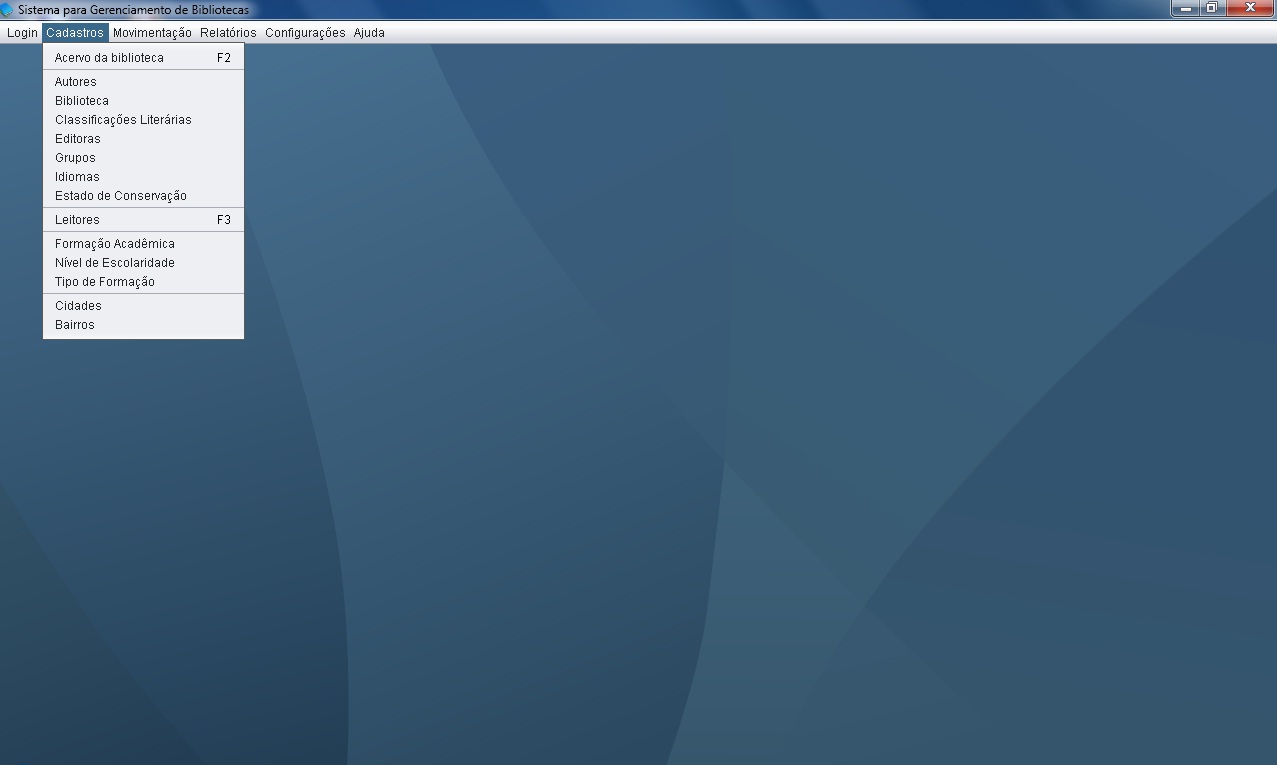 Sistema para Gerenciamento de Bibliotecas
Login Cadastros Movimentação Relatórios Configurações Ajuda
Acervo da biblioteca F2
Autores
Biblioteca
Classificações Literárias
Editoras
Grupos
Idiomas
Estado de Conservação
Leitores F3
Formação Acadêmica
Nível de Escolaridade
Tipo de Formação
Cidades
Bairros